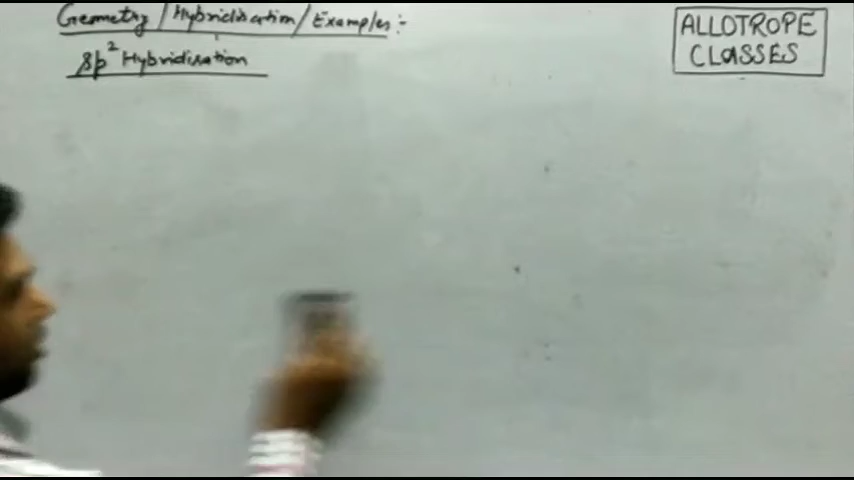 Geometry / Hybridisation / Examples :-
sp² Hybridisation
ALLOTROPE
CLASSES